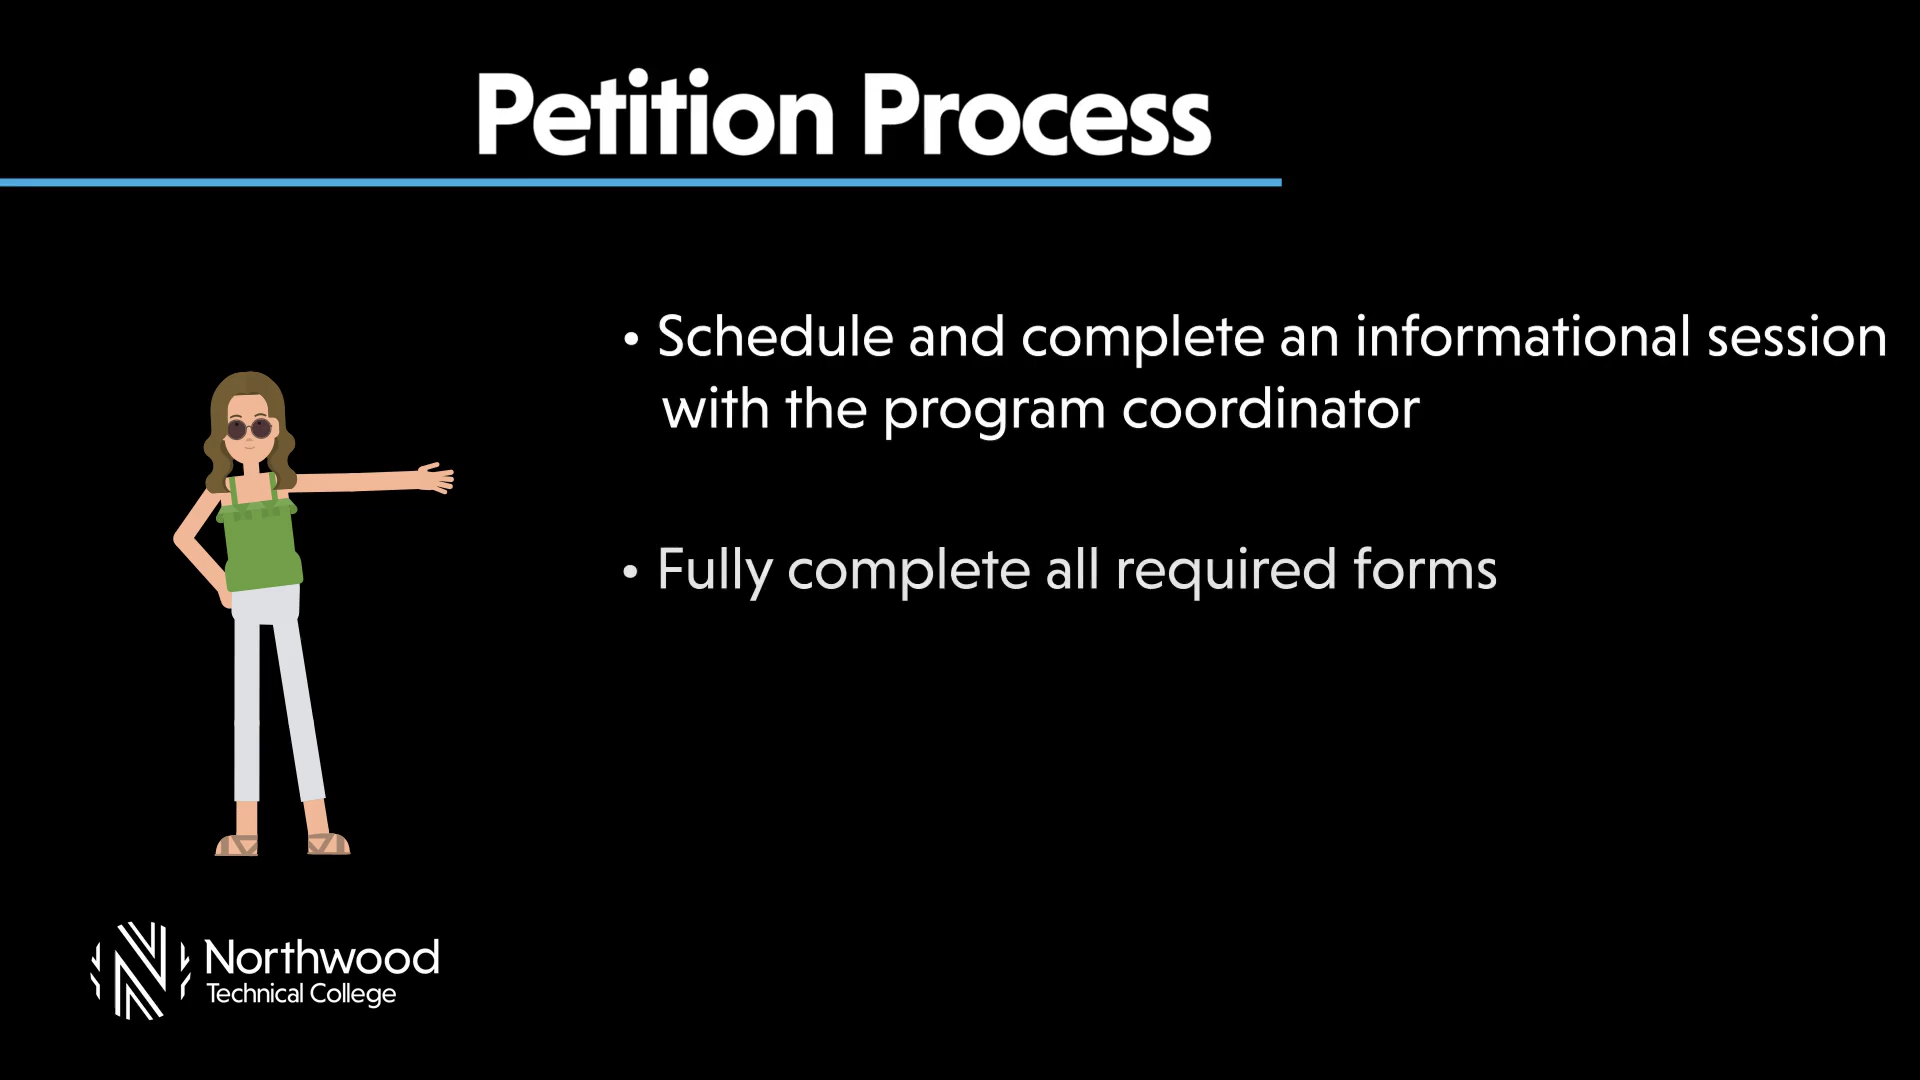 Petition Process
• Schedule and complete an informational session
with the program coordinator
• Fully complete all required forms
Northwood
Technical College